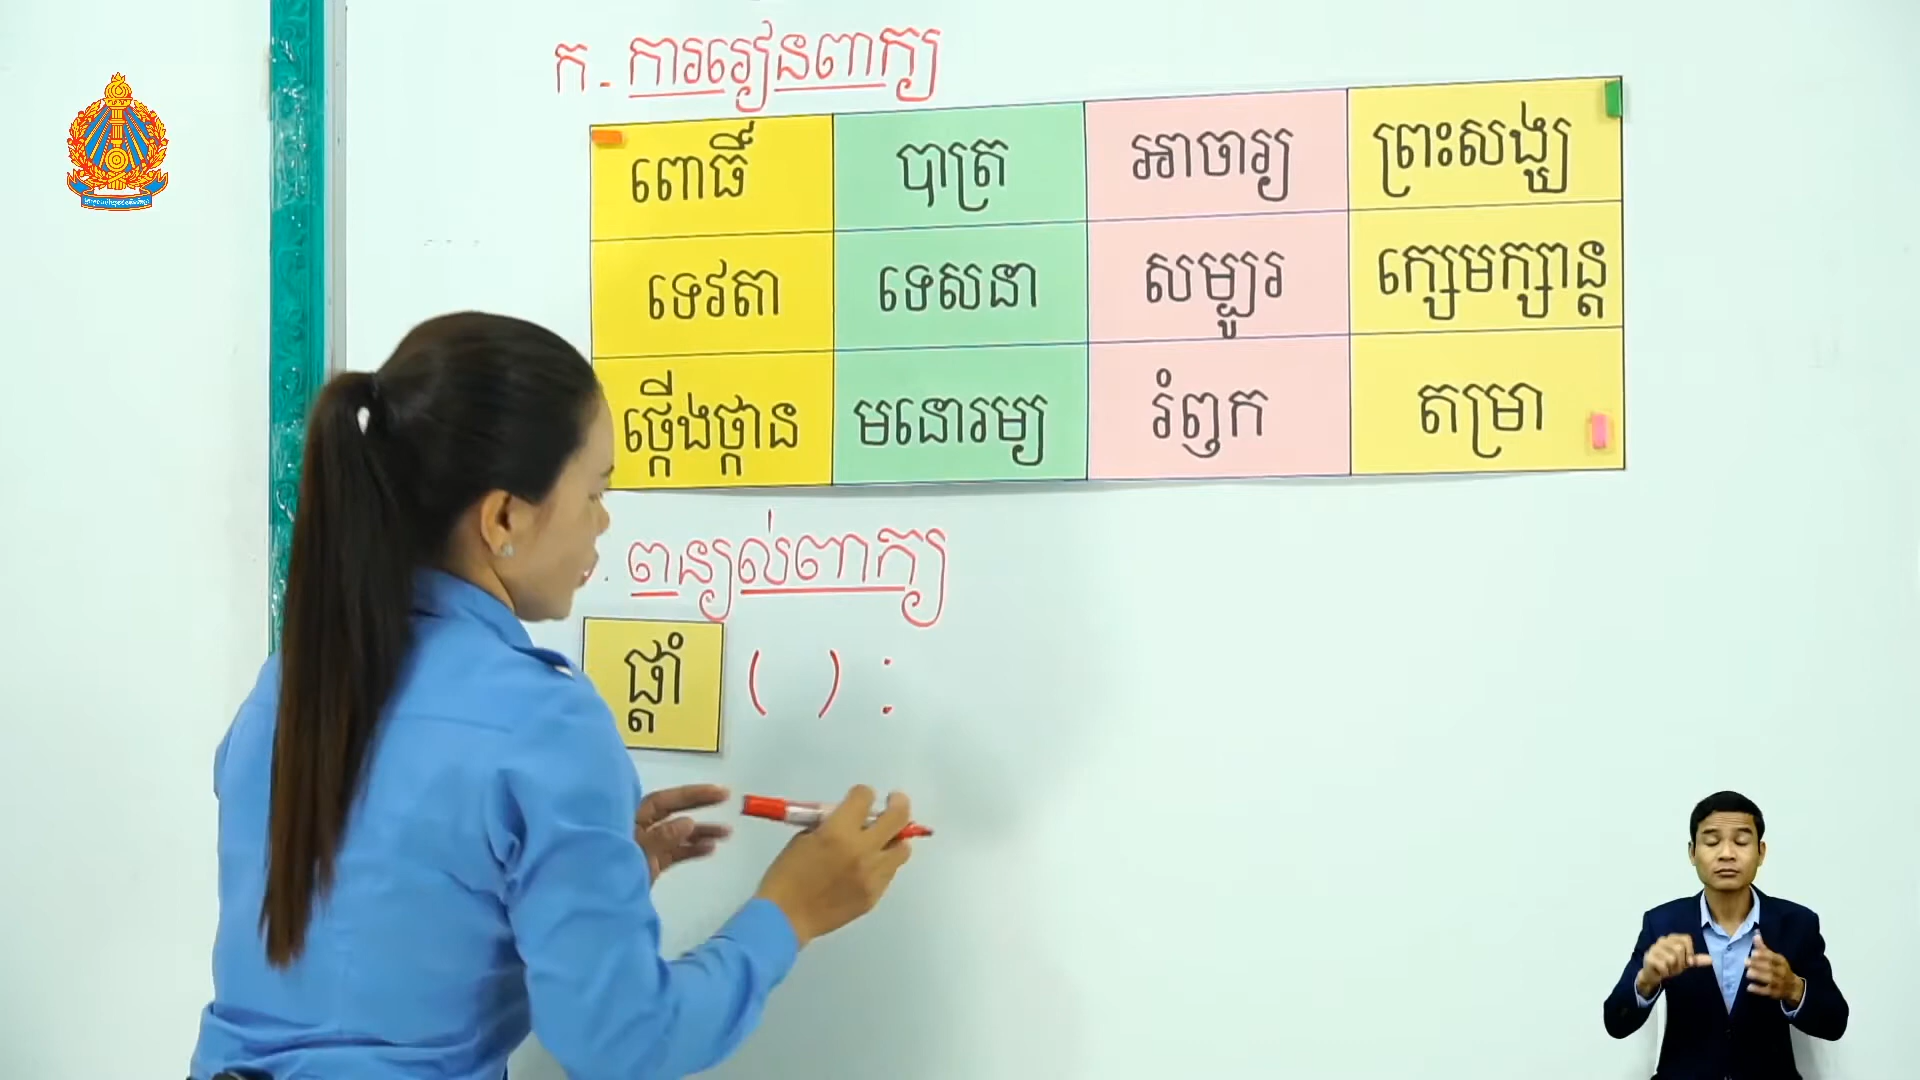 ក. ការរៀនពាក្យ
ពោធិ៍ បាត្រ អាចារ្យ ព្រះសង្ឃ
ទេវតា ទេសនា សម្បូរ ក្សេមក្សាន្ត
ថ្កើងថ្កាន មនោរម្យ រំឭក តម្រា
ពន្យល់ពាក្យ
ផ្តាំ ( ) :